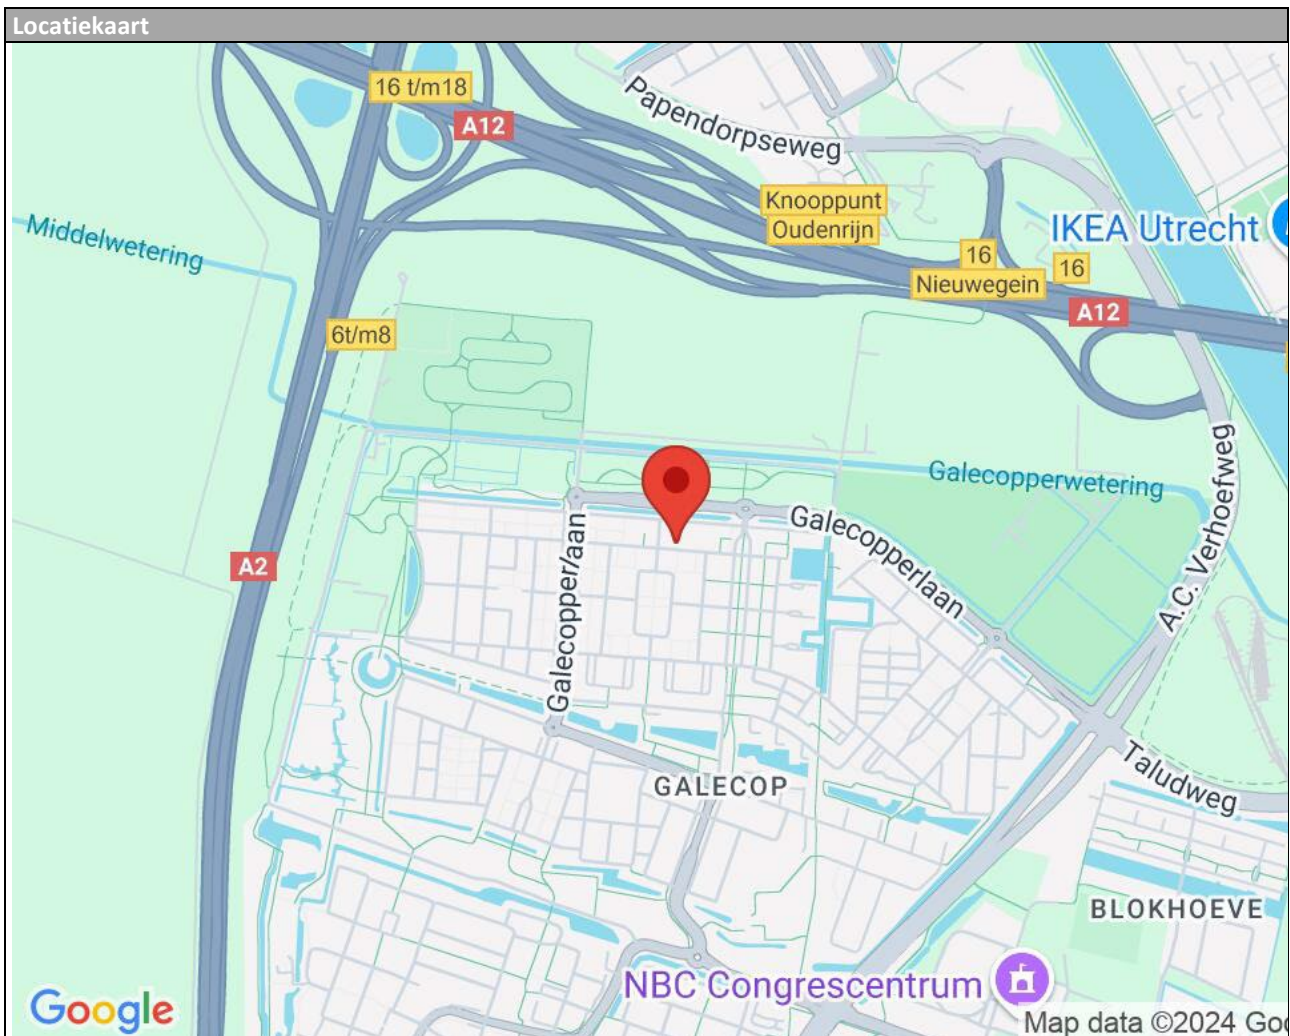 Locatiekaart
16 t/m18
A12
Papendorpseweg
Knooppunt
Oudenrijn
IKEA Utrecht
Middelwetering
16
16
Nieuwegein
A12
6t/m8
Galecopperwetering
A.C. Verhoefweg
Galecopperlaan
Galecopperlaan
A2
Taludweg
GALECOP
BLOKHOEVE
NBC Congrescentrum
Google
Map data ©2024 Goo